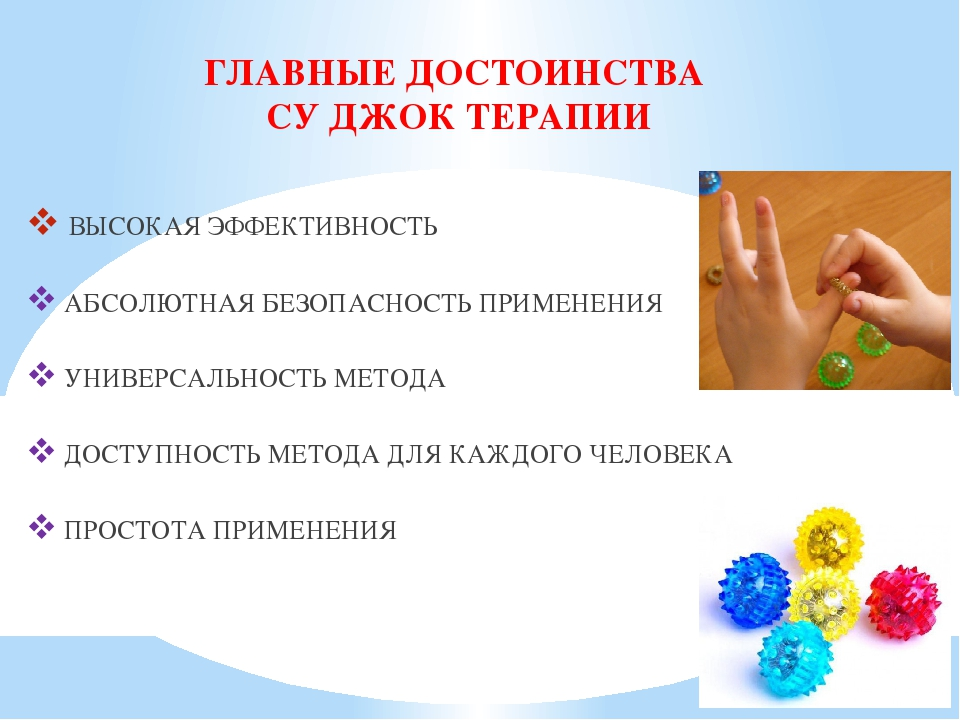 ГЛАВНЫЕ ДОСТОИНСТВА
СУ ДЖОК ТЕРАПИИ
ВЫСОКАЯ ЭФФЕКТИВНОСТЬ
АБСОЛЮТНАЯ БЕЗОПАСНОСТЬ ПРИМЕНЕНИЯ
УНИВЕРСАЛЬНОСТЬ МЕТОДА
ДОСТУПНОСТЬ МЕТОДА ДЛЯ КАЖДОГО ЧЕЛОВЕКА
ПРОСТОТА ПРИМЕНЕНИЯ